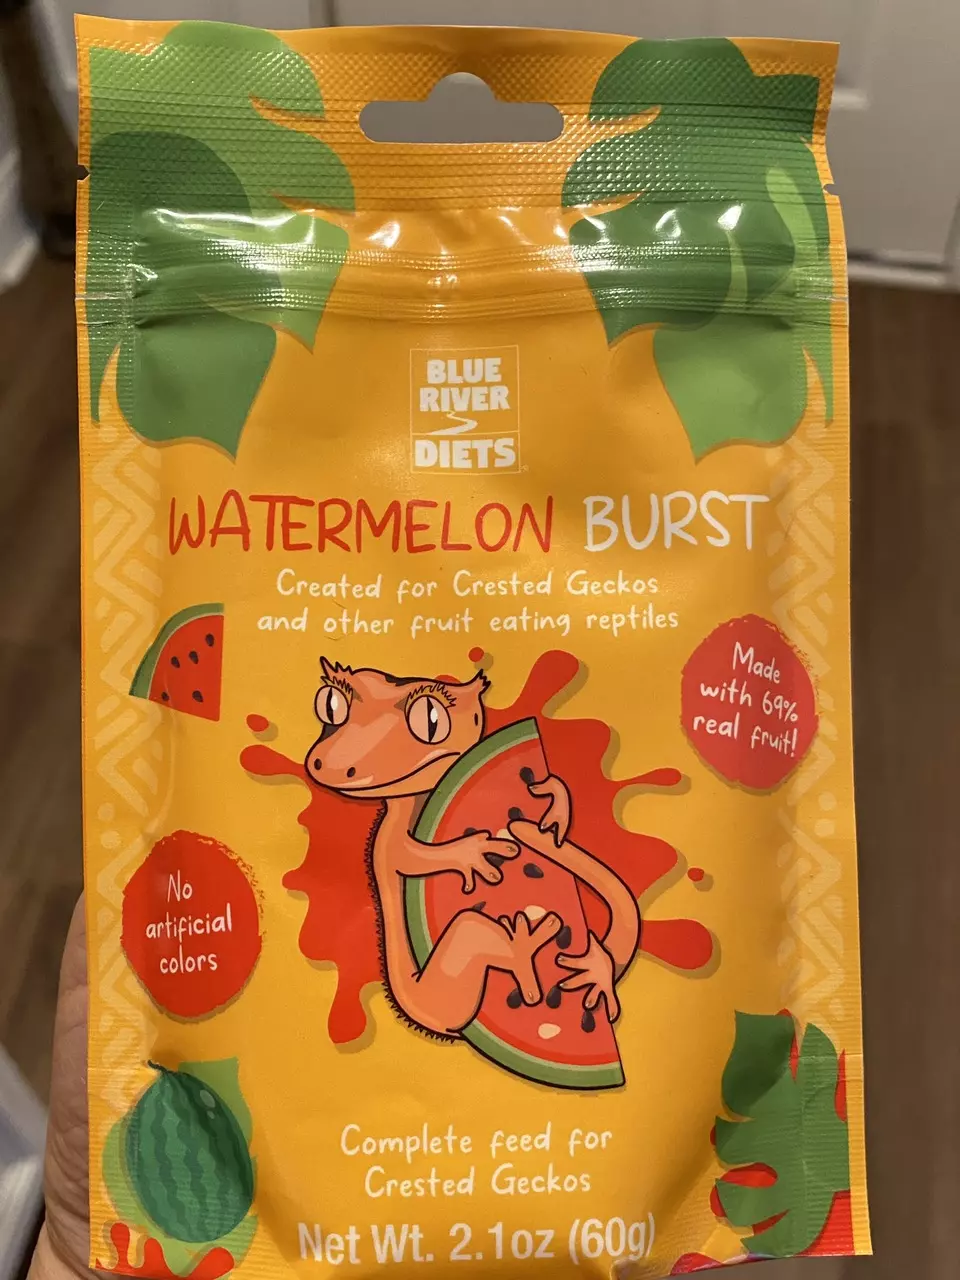 BLUE
RIVER
DIETS
WATERMELON BURST
Created for Crested Geckos
and other fruit eating reptiles
Made
with 69%
real fruit!
No
artificial
colors
Complete feed for
Crested Geckos
Net Wt. 2.1oz (60g)